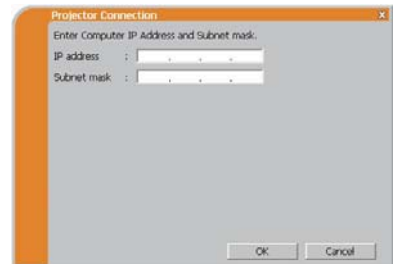 Projector Connection
Enter Computer IP Address and Subnet mask.
IP address : . . .
Subnet mask : . . .
OK Cancel